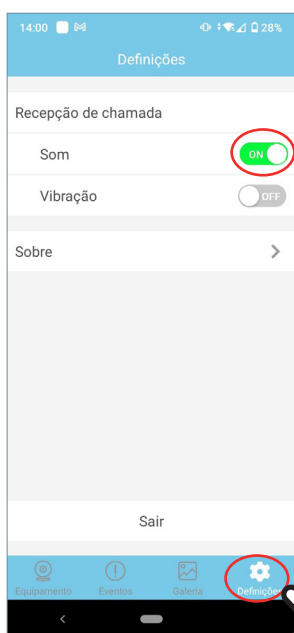 14:00 28%
Definições
Recepção de chamada
Som ON
Vibração OFF
Sobre
Sair
Equipamento Eventos Galeria Definições